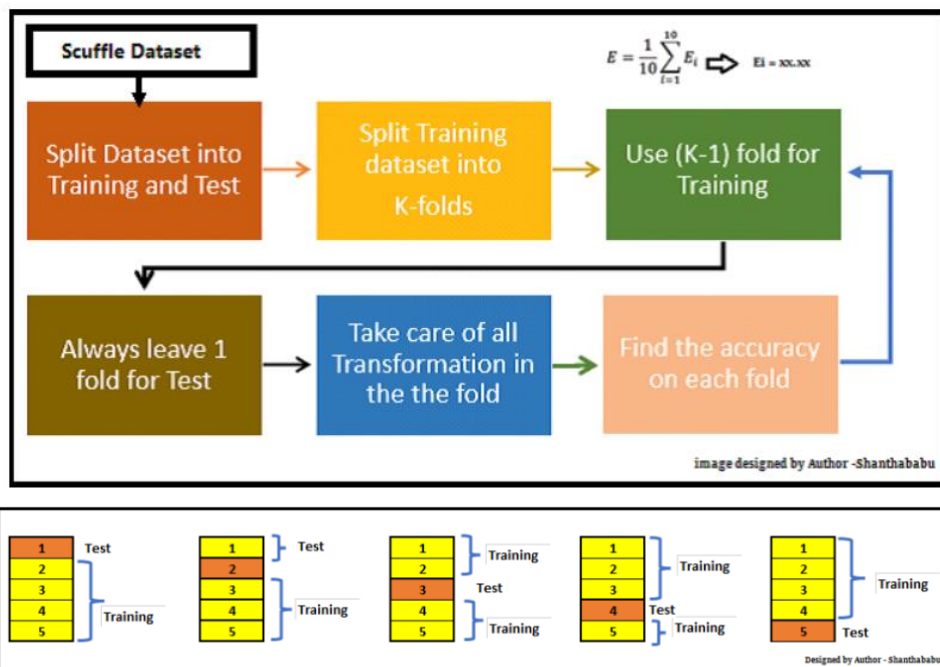 Scuffle Dataset
E = 1/10 10∑i=1 Ei ⇨ Ei = xx.xx
Split Dataset into
Training and Test
Split Training
dataset into
K-folds
Use (K-1) fold for
Training
Always leave 1
fold for Test
Take care of all
Transformation in
the the fold
Find the accuracy
on each fold
image designed by Author -Shanthababu
1
2
3
4
5
Test
Training
1
2
3
4
5
Test
Training
1
2
3
4
5
Training
Test
Training
1
2
3
4
5
Training
Test
Training
1
2
3
4
5
Training
Test
Designed by Author - Shanthababu